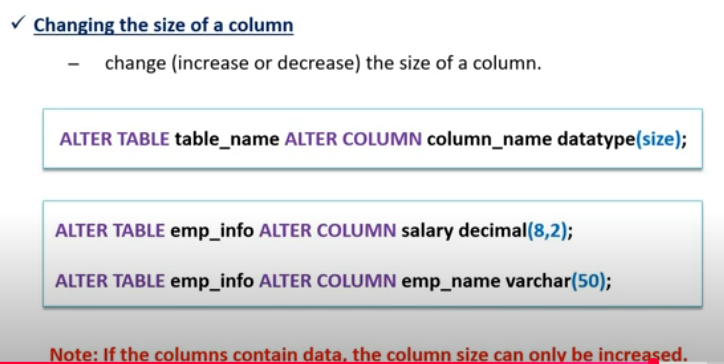 ✓ Changing the size of a column
– change (increase or decrease) the size of a column.
ALTER TABLE table_name ALTER COLUMN column_name datatype(size);
ALTER TABLE emp_info ALTER COLUMN salary decimal(8,2);
ALTER TABLE emp_info ALTER COLUMN emp_name varchar(50);
Note: If the columns contain data, the column size can only be increased.